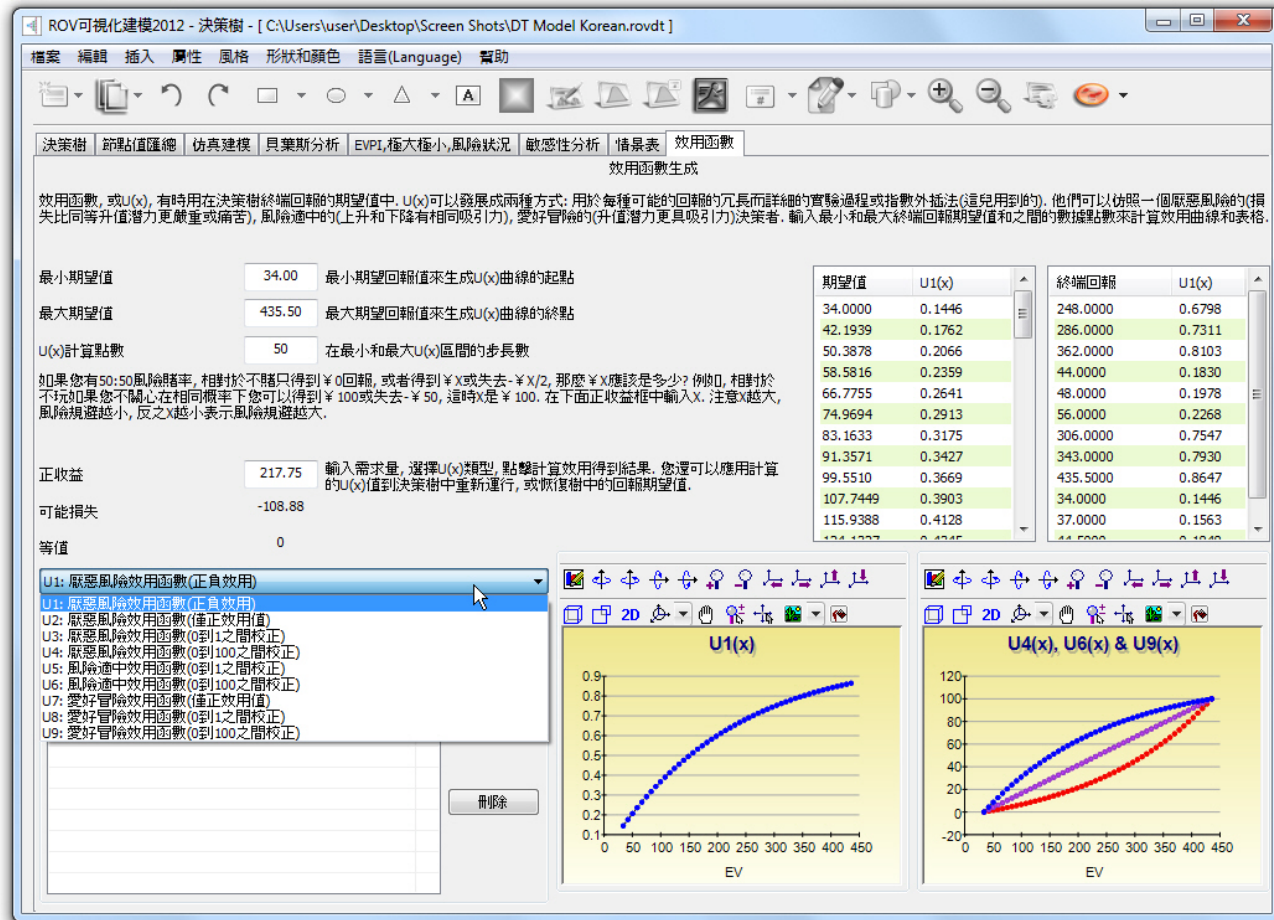 ROV可視化建模2012 - 決策樹 - [ C:\Users\user\Desktop\Screen Shots\DT Model Korean.rovdt ]
檔案 編輯 插入 屬性 風格 形狀和顏色 語言(Language) 幫助
A
決策樹 節點值匯總 仿真建模 貝葉斯分析 EVPI,極大極小,風險狀況 敏感性分析 情景表 效用函數
效用函數生成
效用函數, 或U(x), 有時用在決策樹終端回報的期望值中. U(x)可以發展成兩種方式: 用於每種可能的回報的冗長而詳細的實驗過程或指數外插法(這兒用到的). 他們可以仿照一個厭惡風險的(損
失比同等升值潛力更嚴重或痛苦), 風險適中的(上升和下降有相同吸引力), 愛好冒險的(升值潛力更具吸引力)決策者. 輸入最小和最大終端回報期望值和之間的數據點數來計算效用曲線和表格.
最小期望值 34.00 最小期望回報值來生成U(x)曲線的起點
最大期望值 435.50 最大期望回報值來生成U(x)曲線的終點
U(x)計算點數 50 在最小和最大U(x)區間的步長數
如果您有50:50風險賭率, 相對於不賭只得到¥0回報, 或者得到¥X或失去-¥X/2, 那麼¥X應該是多少? 例如, 相對於
不玩如果您不關心在相同概率下您可以得到¥100或失去-¥50, 這時X是¥100. 在下面正收益框中輸入X. 注意X越大,
風險規避越小, 反之X越小表示風險規避越大.
正收益 217.75 輸入需求量, 選擇U(x)類型, 點擊計算效用得到結果. 您還可以應用計算
的U(x)值到決策樹中重新運行, 或恢復樹中的回報期望值.
可能損失 -108.88
等值 0
期望值 U1(x)
34.0000 0.1446
42.1939 0.1762
50.3878 0.2066
58.5816 0.2359
66.7755 0.2641
74.9694 0.2913
83.1633 0.3175
91.3571 0.3427
99.5510 0.3669
107.7449 0.3903
115.9388 0.4128
124.1327 0.4345
終端回報 U1(x)
248.0000 0.6798
286.0000 0.7311
362.0000 0.8103
44.0000 0.1830
48.0000 0.1978
56.0000 0.2268
306.0000 0.7547
343.0000 0.7930
435.5000 0.8647
34.0000 0.1446
37.0000 0.1563
44.5000 0.1848
U1: 厭惡風險效用函數(正負效用)
U1: 厭惡風險效用函數(正負效用)
U2: 厭惡風險效用函數(僅正效用值)
U3: 厭惡風險效用函數(0到1之間校正)
U4: 厭惡風險效用函數(0到100之間校正)
U5: 風險適中效用函數(0到1之間校正)
U6: 風險適中效用函數(0到100之間校正)
U7: 愛好冒險效用函數(僅正效用值)
U8: 愛好冒險效用函數(0到1之間校正)
U9: 愛好冒險效用函數(0到100之間校正)
刪除
2D
U1(x)
0.9
0.8
0.7
0.6
0.5
0.4
0.3
0.2
0.1
0 50 100 150 200 250 300 350 400 450
EV
2D
U4(x), U6(x) & U9(x)
120
100
80
60
40
20
0
-20
0 50 100 150 200 250 300 350 400 450
EV